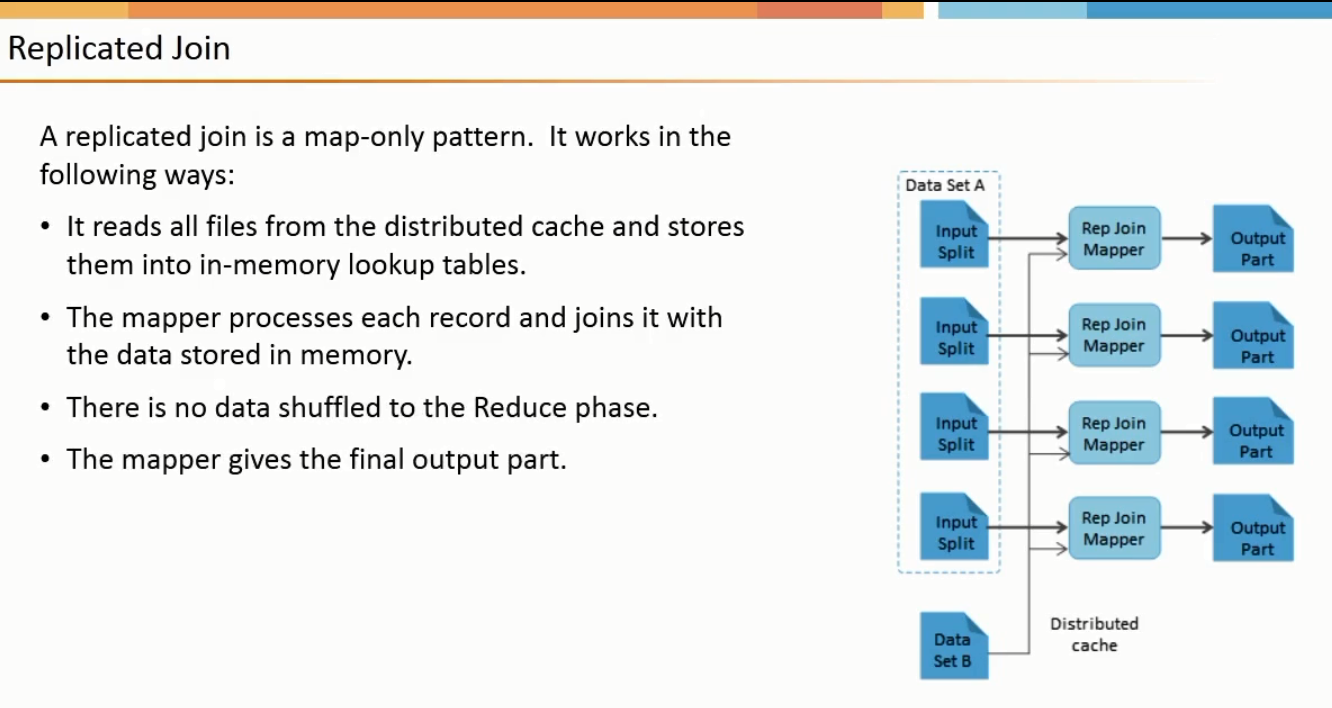 Replicated Join
A replicated join is a map-only pattern.  It works in the
following ways:
• It reads all files from the distributed cache and stores
them into in-memory lookup tables.
• The mapper processes each record and joins it with
the data stored in memory.
• There is no data shuffled to the Reduce phase.
• The mapper gives the final output part.
Data Set A
Input
Split
Rep Join
Mapper
Output
Part
Input
Split
Rep Join
Mapper
Output
Part
Input
Split
Rep Join
Mapper
Output
Part
Input
Split
Rep Join
Mapper
Output
Part
Data
Set B
Distributed
cache